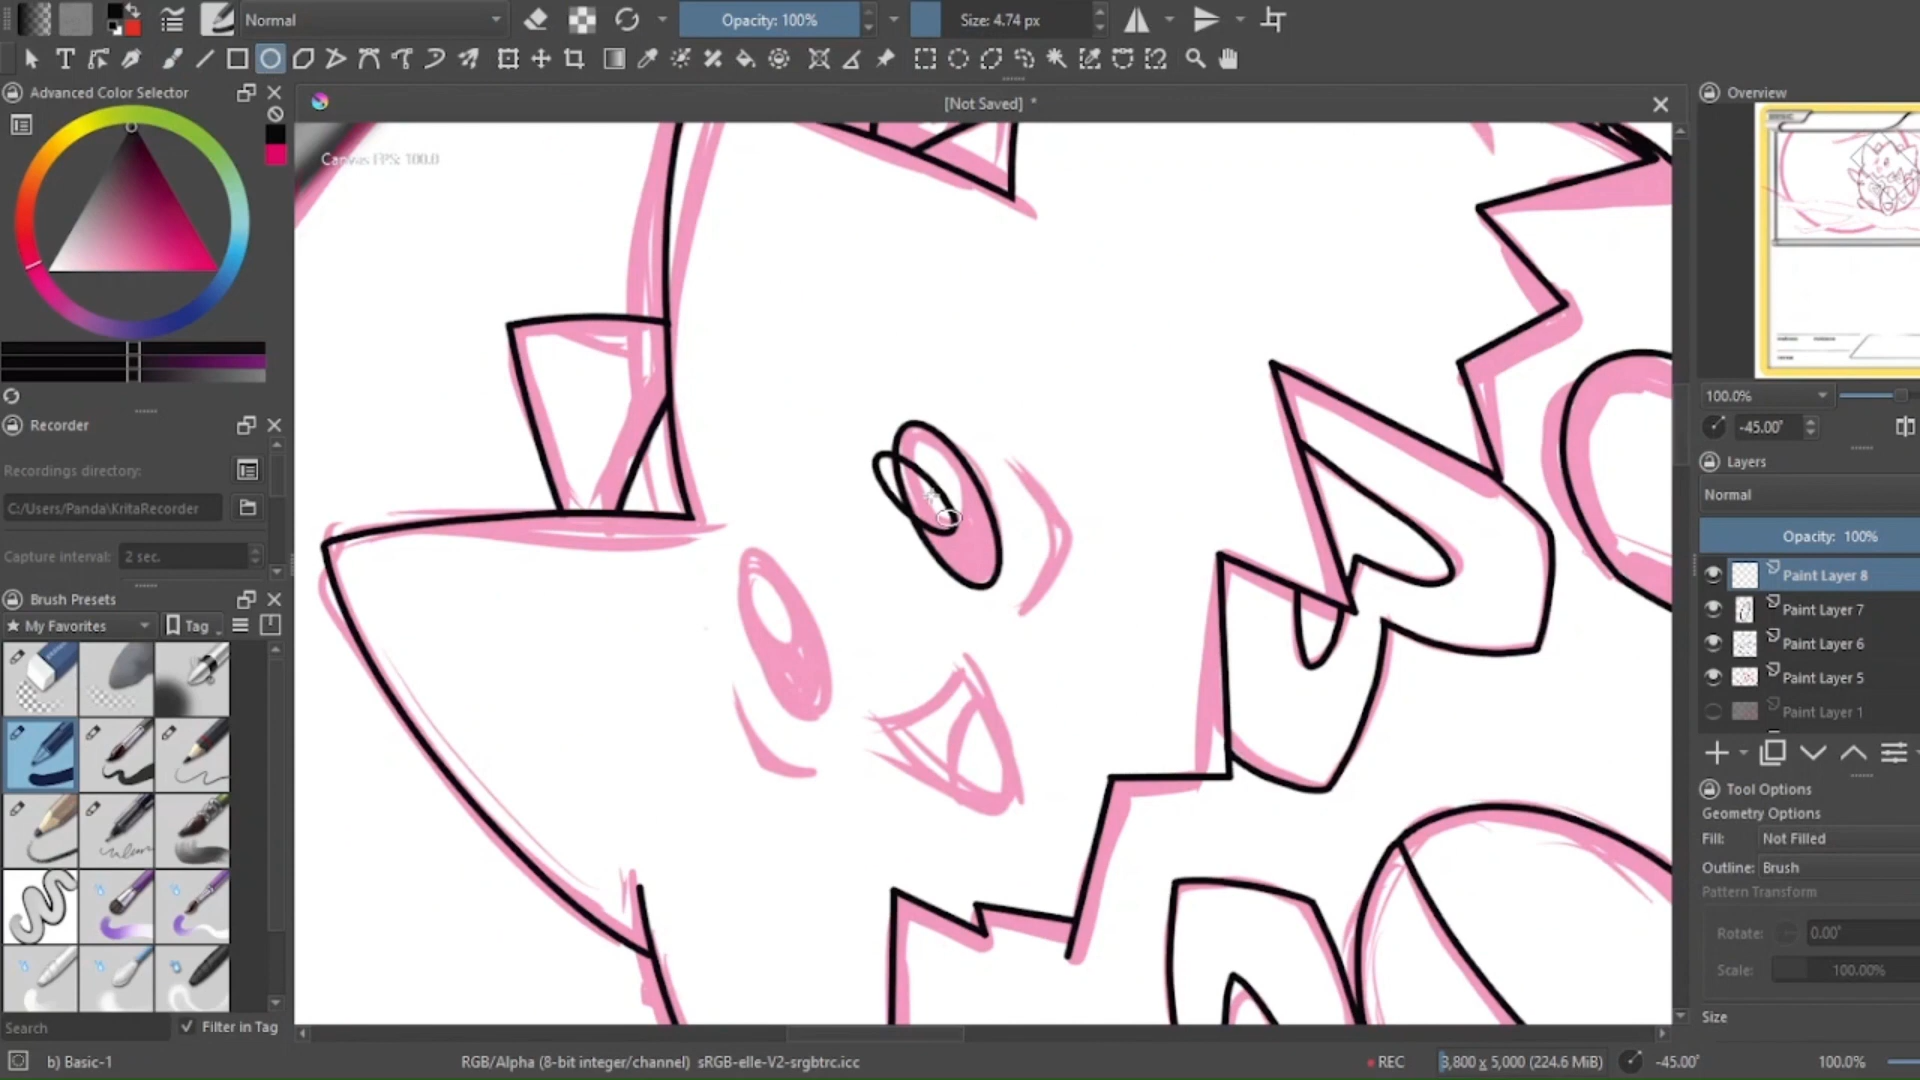 Normal
Opacity: 100%
Size: 4.74 px
Advanced Color Selector
[Not Saved] *
Overview
Canvas FPS: 100.0
100.0%
-45.00°
Recorder
Layers
Recordings directory:
Normal
C:/Users/Panda\KritaRecorder
Opacity: 100%
Capture interval: 2 sec.
Paint Layer 8
Brush Presets
Paint Layer 7
My Favorites
Tag
Paint Layer 6
Paint Layer 5
Paint Layer 1
Tool Options
Geometry Options
Fill: Not Filled
Outline: Brush
Pattern Transform
Rotate: 0.00°
Scale: 100.00%
Size
Search
Filter in Tag
b) Basic-1
RGB/Alpha (8-bit integer/channel) sRGB-elle-V2-srgbtrc.icc
REC
3,800 x 5,000 (224.6 MiB)
-45.00°
100.0%